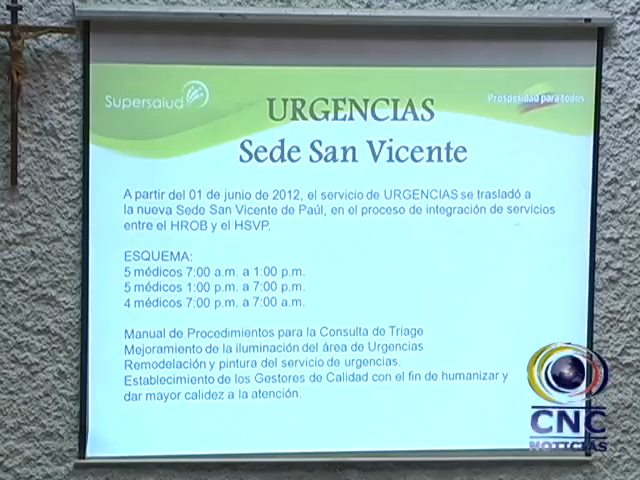 Supersalud
Prosperidad para todos
URGENCIAS
Sede San Vicente
A partir del 01 de junio de 2012, el servicio de URGENCIAS se trasladó a
la nueva Sede San Vicente de Paúl, en el proceso de integración de servicios
entre el HROB y el HSVP.
ESQUEMA:
5 médicos 7:00 a.m. a 1:00 p.m.
5 médicos 1:00 p.m. a 7:00 p.m.
4 médicos 7:00 p.m. a 7:00 a.m.
Manual de Procedimientos para la Consulta de Triage
Mejoramiento de la iluminación del área de Urgencias
Remodelación y pintura del servicio de urgencias.
Establecimiento de los Gestores de Calidad con el fin de humanizar y
dar mayor calidez a la atención.
CNC
NOTICIAS